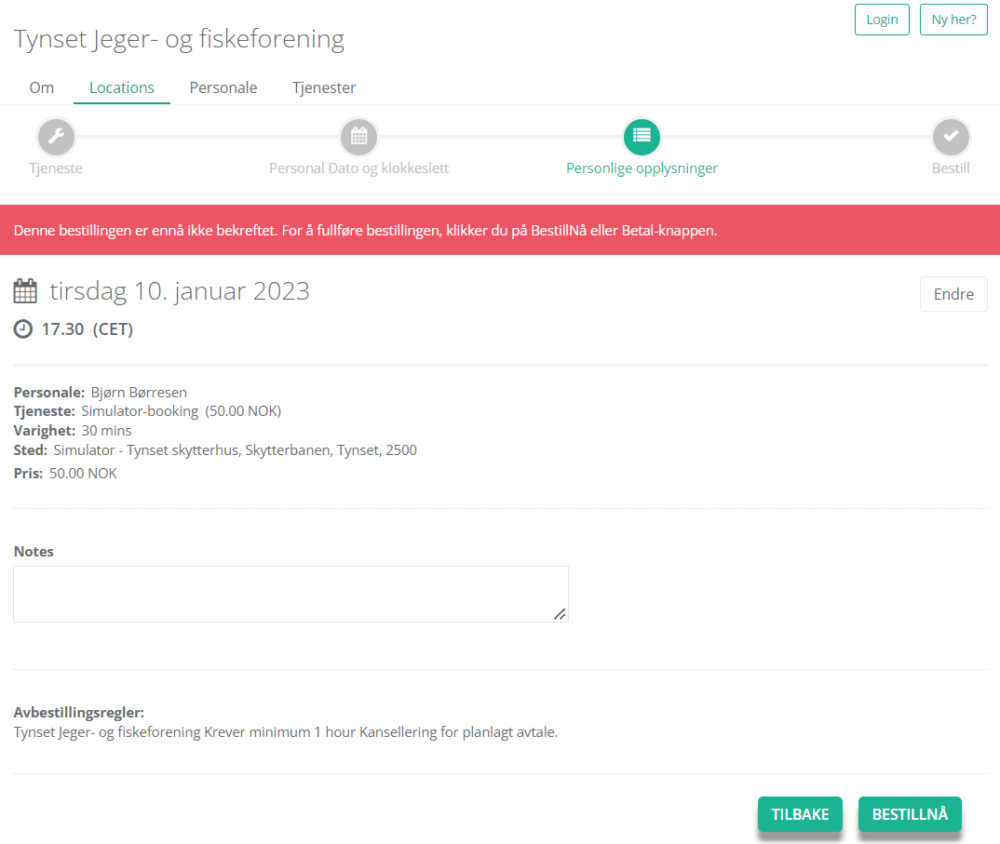 Login
Ny her?
Tynset Jeger- og fiskeforening
Om
Locations
Personale
Tjenester
Tjeneste
Personal Dato og klokkeslett
Personlige opplysninger
Bestill
Denne bestillingen er ennå ikke bekreftet. For å fullføre bestillingen, klikker du på BestillNå eller Betal-knappen.
tirsdag 10. januar 2023
Endre
17.30 (CET)
Personale: Bjørn Børresen
Tjeneste: Simulator-booking (50.00 NOK)
Varighet: 30 mins
Sted: Simulator - Tynset skytterhus, Skytterbanen, Tynset, 2500
Pris: 50.00 NOK
Notes
Avbestillingsregler:
Tynset Jeger- og fiskeforening Krever minimum 1 hour Kansellering for planlagt avtale.
TILBAKE
BESTILLNÅ